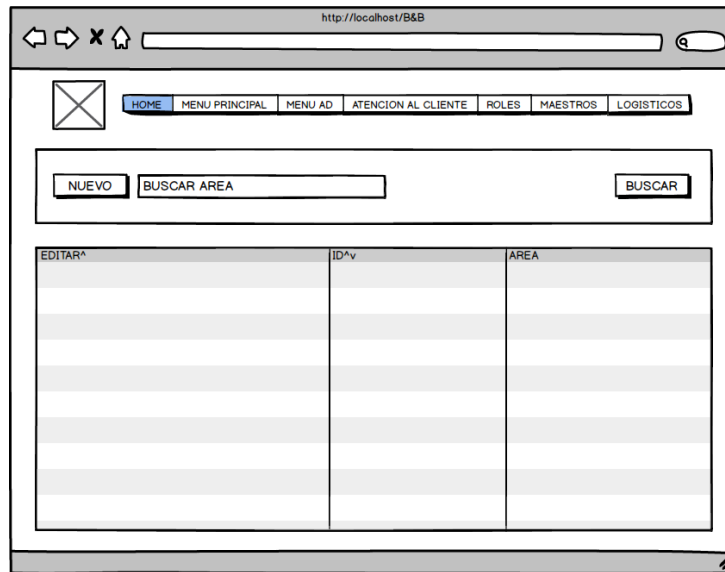 http://localhost/B&B
HOME MENU PRINCIPAL MENU AD ATENCION AL CLIENTE ROLES MAESTROS LOGISTICOS
NUEVO BUSCAR AREA BUSCAR
EDITAR^ ID^v AREA